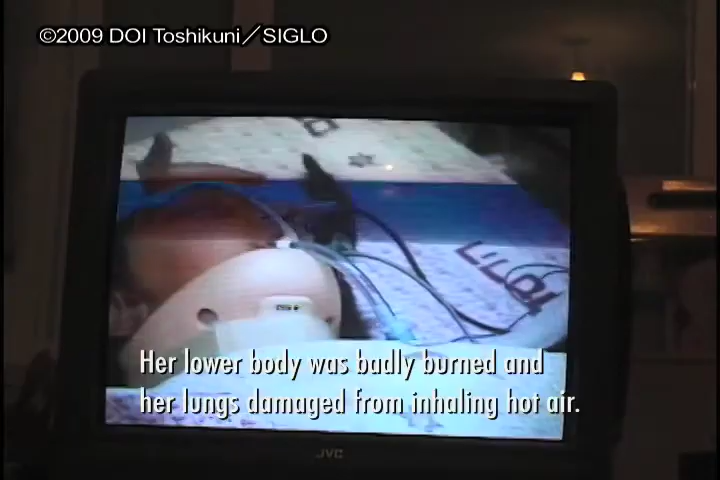 ©2009 DOI Toshikuni／SIGLO
Her lower body was badly burned and
her lungs damaged from inhaling hot air.
JVC